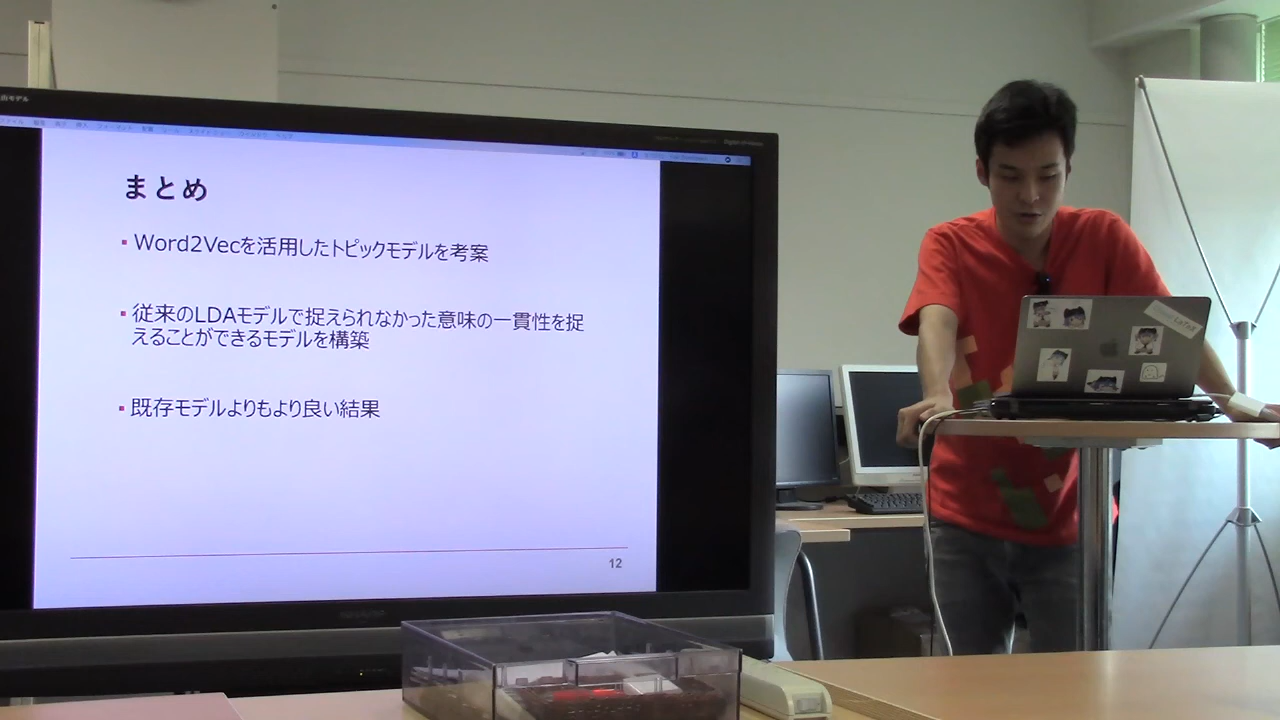 まとめ
Word2Vecを活用したトピックモデルを考案
従来のLDAモデルで捉えられなかった意味の一貫性を捉
えることができるモデルを構築
既存モデルよりもより良い結果
12
SHARP